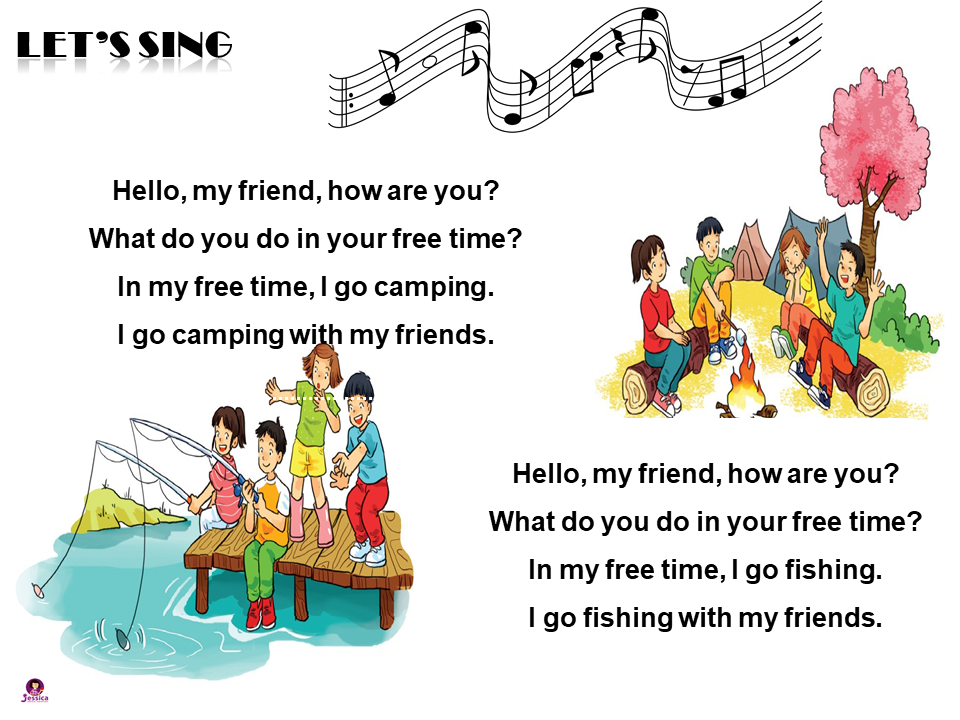 LET'S SING
Hello, my friend, how are you?
What do you do in your free time?
In my free time, I go camping.
I go camping with my friends.
Hello, my friend, how are you?
What do you do in your free time?
In my free time, I go fishing.
I go fishing with my friends.
Jessica